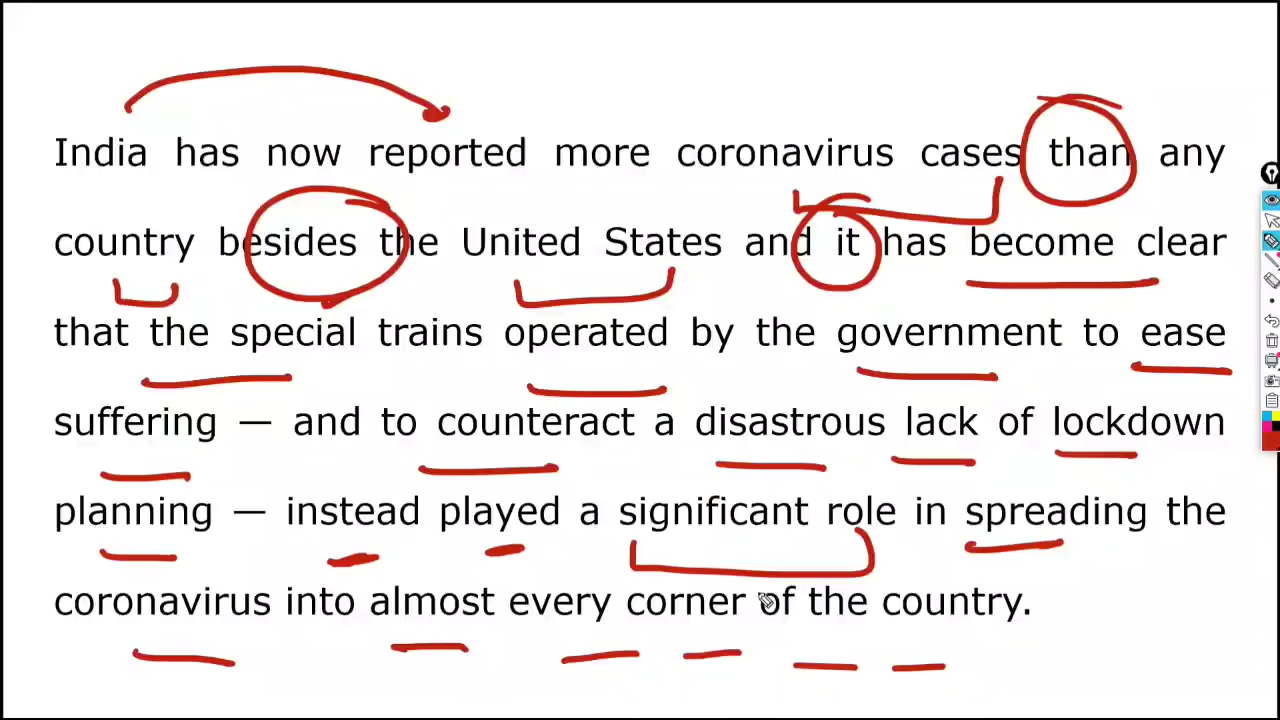 India has now reported more coronavirus cases than any
country besides the United States and it has become clear
that the special trains operated by the government to ease
suffering — and to counteract a disastrous lack of lockdown
planning — instead played a significant role in spreading the
coronavirus into almost every corner of the country.